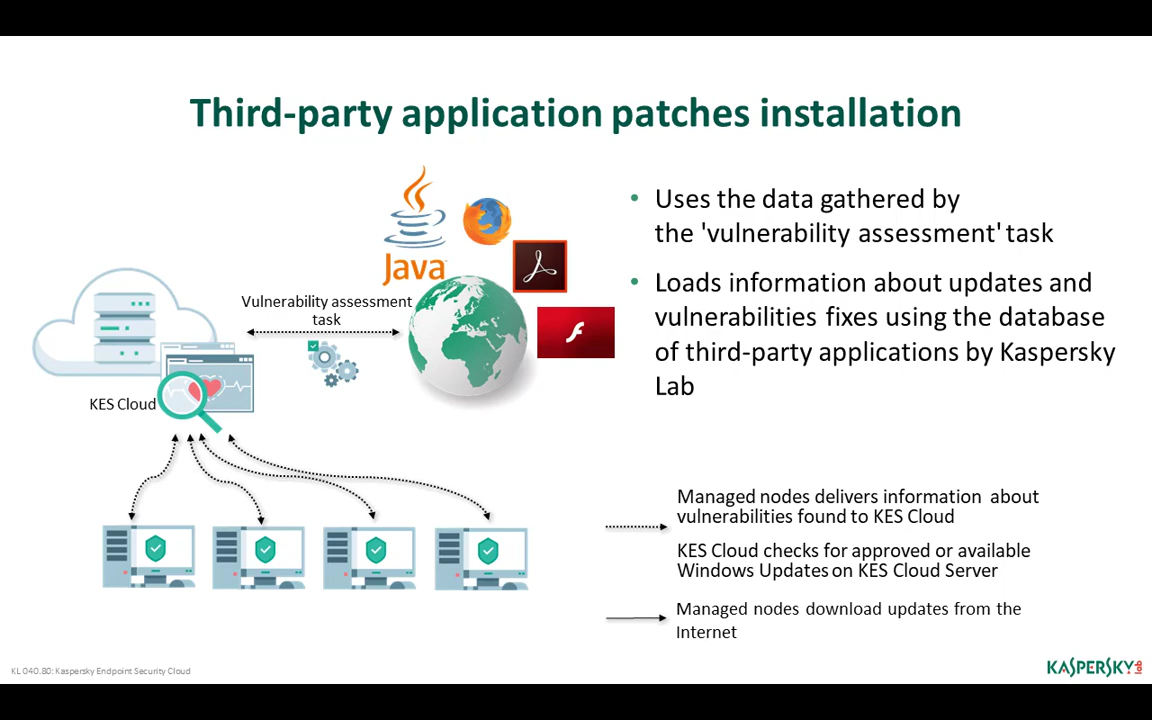 Third-party application patches installation
Java
Vulnerability assessment
task
KES Cloud
• Uses the data gathered by
the 'vulnerability assessment' task
• Loads information about updates and
vulnerabilities fixes using the database
of third-party applications by Kaspersky
Lab
Managed nodes delivers information about
vulnerabilities found to KES Cloud
KES Cloud checks for approved or available
Windows Updates on KES Cloud Server
Managed nodes download updates from the
Internet
KL 040.80: Kaspersky Endpoint Security Cloud
KASPERSKY lab